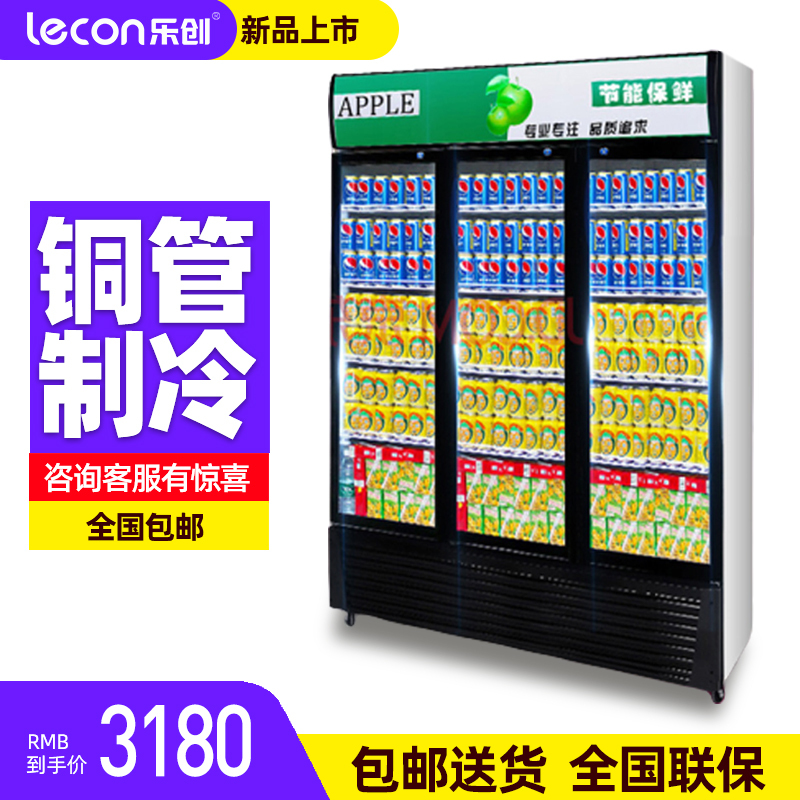 lecon乐创® 新品上市
APPLE
节能保鲜
专业专注 品质追求
铜管
制冷
咨询客服有惊喜
全国包邮
RMB
到手价 3180
包邮送货 全国联保